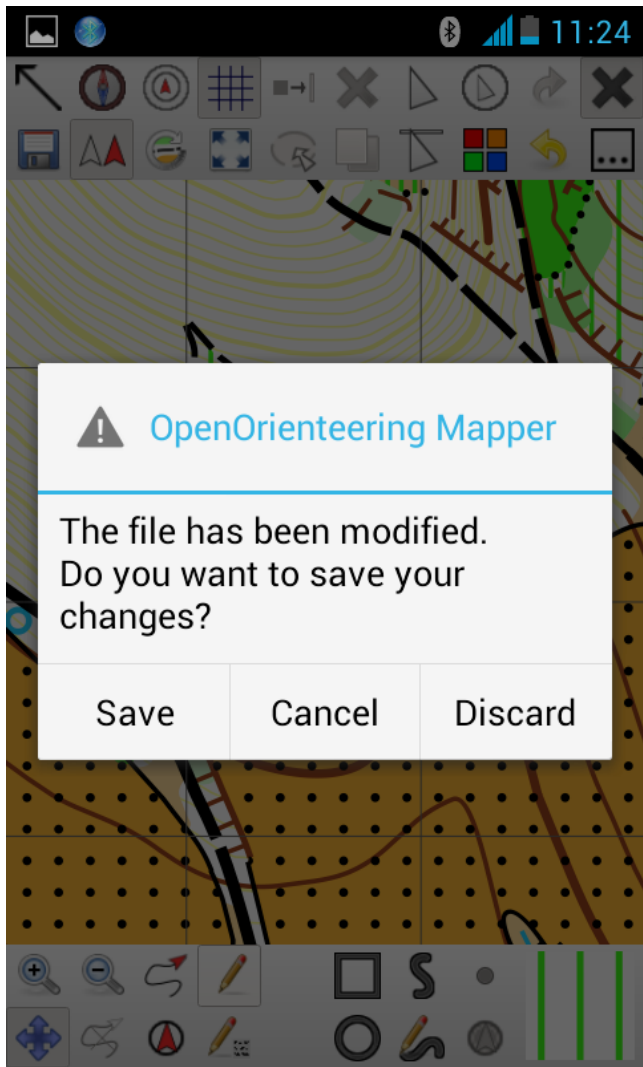 11:24
OpenOrienteering Mapper
The file has been modified.
Do you want to save your
changes?
Save Cancel Discard